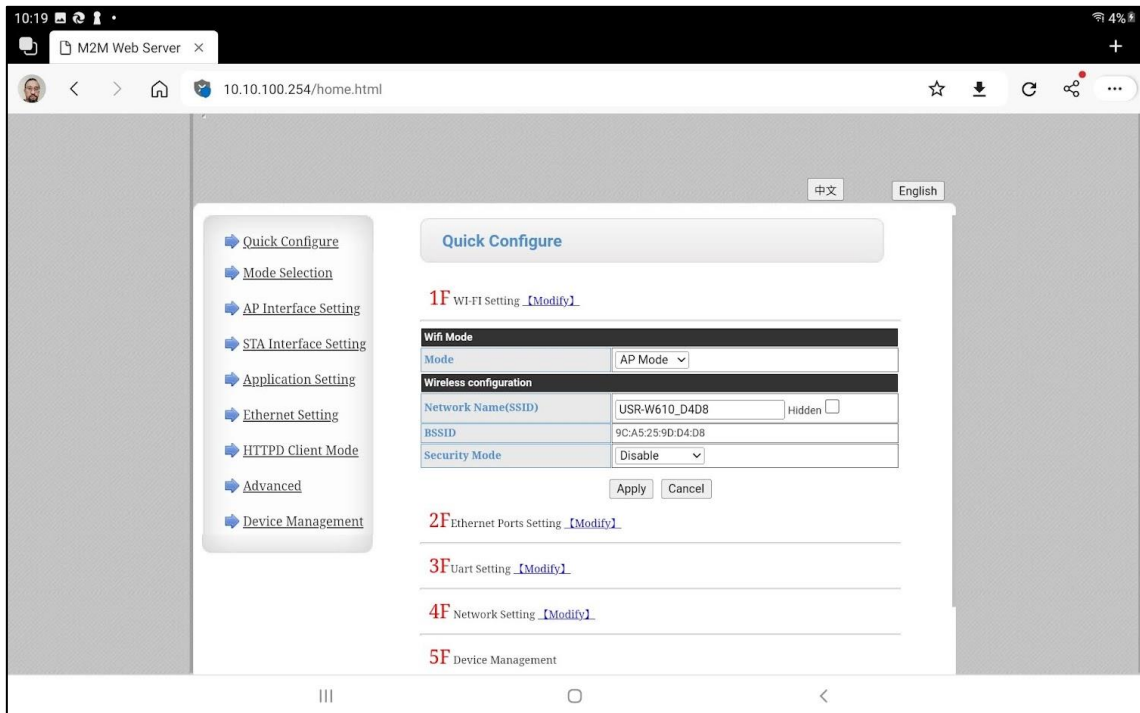 10:19
4%
M2M Web Server
10.10.100.254/home.html
中文 English
Quick Configure
Mode Selection
AP Interface Setting
STA Interface Setting
Application Setting
Ethernet Setting
HTTPD Client Mode
Advanced
Device Management
Quick Configure
1F WI-FI Setting 【Modify】
Wifi Mode
Mode AP Mode
Wireless configuration
Network Name(SSID) USR-W610_D4D8 Hidden
BSSID 9C:A5:25:9D:D4:D8
Security Mode Disable
Apply Cancel
2F Ethernet Ports Setting 【Modify】
3F Uart Setting 【Modify】
4F Network Setting 【Modify】
5F Device Management